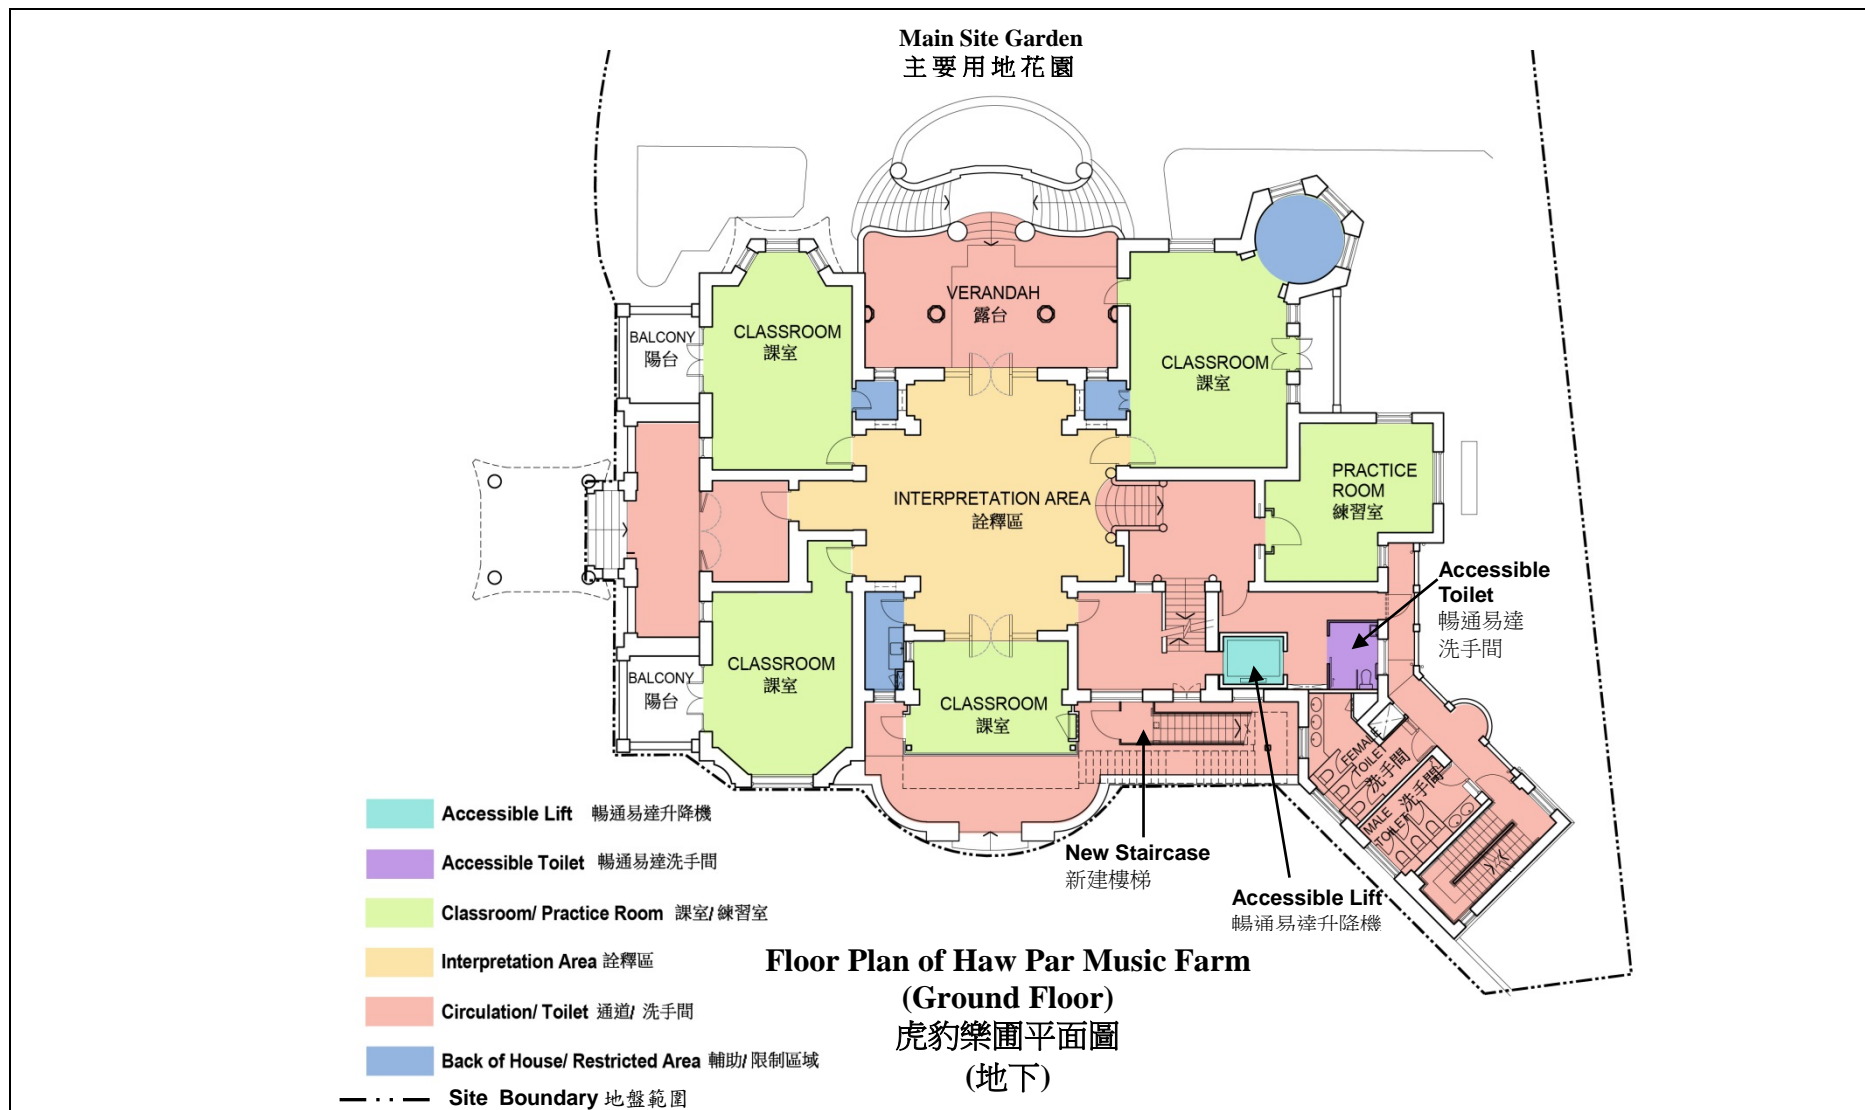 Main Site Garden
主要用地花園
VERANDAH
露台
CLASSROOM
課室
BALCONY
陽台
CLASSROOM
課室
PRACTICE
ROOM
練習室
INTERPRETATION AREA
詮釋區
Accessible
Toilet
暢通易達
洗手間
CLASSROOM
課室
BALCONY
陽台
CLASSROOM
課室
FEMALE
TOILET
洗手間
MALE
TOILET
洗手間
New Staircase
新建樓梯
Accessible Lift
暢通易達升降機
Accessible Lift 暢通易達升降機
Accessible Toilet 暢通易達洗手間
Classroom/ Practice Room 課室/ 練習室
Interpretation Area 詮釋區
Circulation/ Toilet 通道/ 洗手間
Back of House/ Restricted Area 輔助/ 限制區域
Site Boundary 地盤範圍
Floor Plan of Haw Par Music Farm
(Ground Floor)
虎豹樂圃平面圖
(地下)